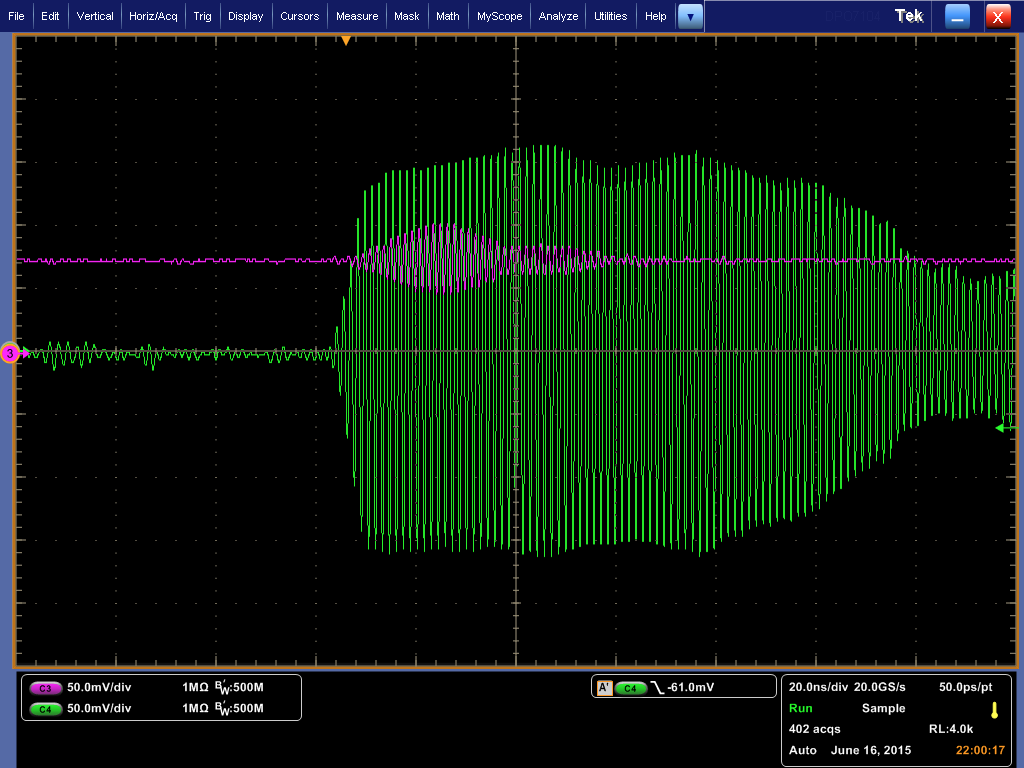 File Edit Vertical Horiz/Acq Trig Display Cursors Measure Mask Math MyScope Analyze Utilities Help Tek X
3
C3 50.0mV/div 1MΩ BW:500M
C4 50.0mV/div 1MΩ BW:500M
A' C4 -61.0mV
20.0ns/div 20.0GS/s 50.0ps/pt
Run Sample
402 acqs RL:4.0k
Auto June 16, 2015 22:00:17